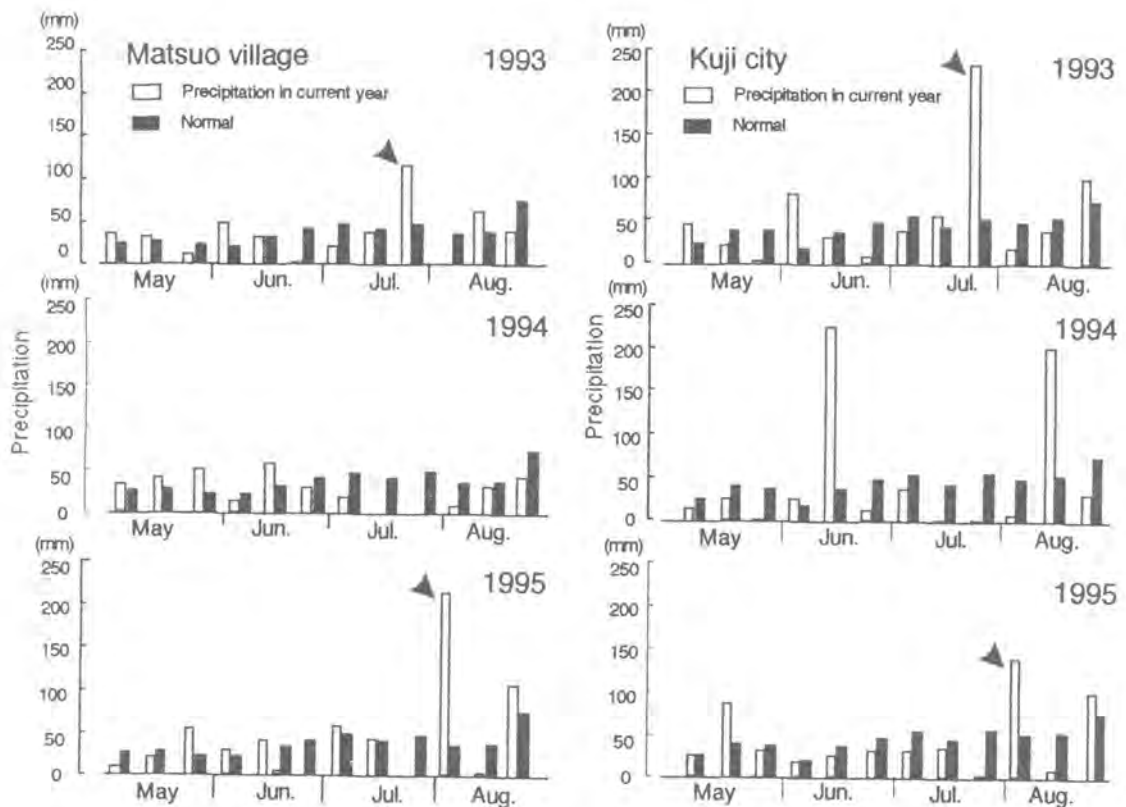 (mm)
250
200
150
100
50
0
Matsuo village
1993
Precipitation in current year
Normal
May
Jun.
Jul.
Aug.
(mm)
250
200
150
100
50
0
Kuji city
1993
Precipitation in current year
Normal
May
Jun.
Jul.
Aug.
Precipitation
(mm)
250
200
150
100
50
0
1994
May
Jun.
Jul.
Aug.
Precipitation
(mm)
250
200
150
100
50
0
1994
May
Jun.
Jul.
Aug.
(mm)
250
200
150
100
50
0
1995
May
Jun.
Jul.
Aug.
(mm)
250
200
150
100
50
0
1995
May
Jun.
Jul.
Aug.